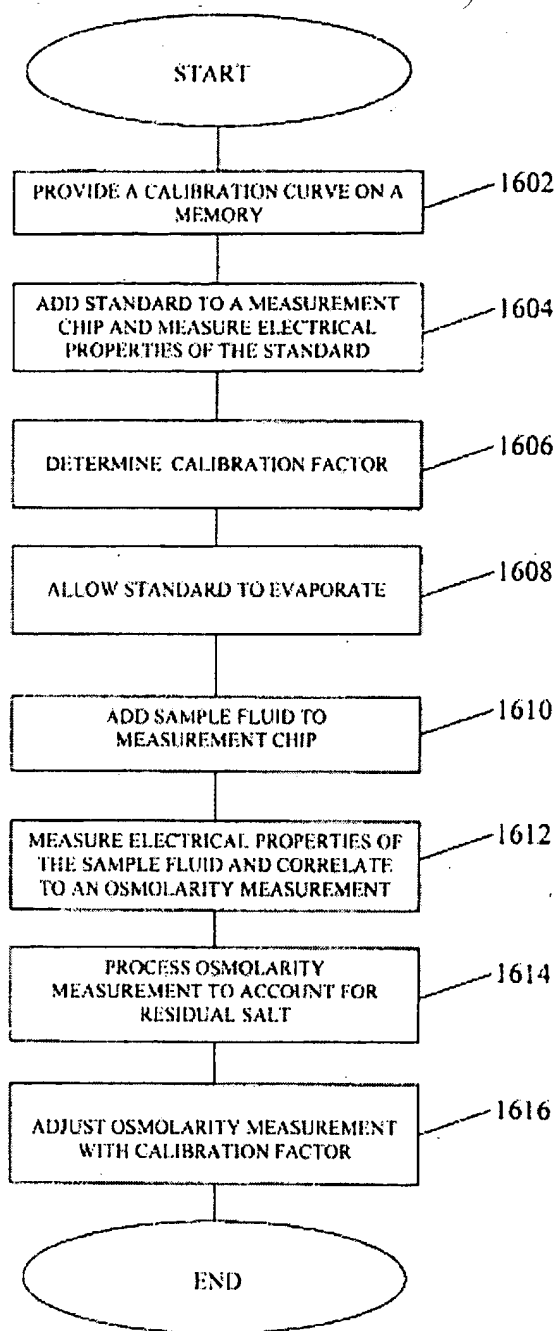 START
PROVIDE A CALIBRATION CURVE ON A
MEMORY
1602
ADD STANDARD TO A MEASUREMENT
CHIP AND MEASURE ELECTRICAL
PROPERTIES OF THE STANDARD
1604
DETERMINE CALIBRATION FACTOR
1606
ALLOW STANDARD TO EVAPORATE
1608
ADD SAMPLE FLUID TO
MEASUREMENT CHIP
1610
MEASURE ELECTRICAL PROPERTIES OF
THE SAMPLE FLUID AND CORRELATE
TO AN OSMOLARITY MEASUREMENT
1612
PROCESS OSMOLARITY
MEASUREMENT TO ACCOUNT FOR
RESIDUAL SALT
1614
ADJUST OSMOLARITY MEASUREMENT
WITH CALIBRATION FACTOR
1616
END